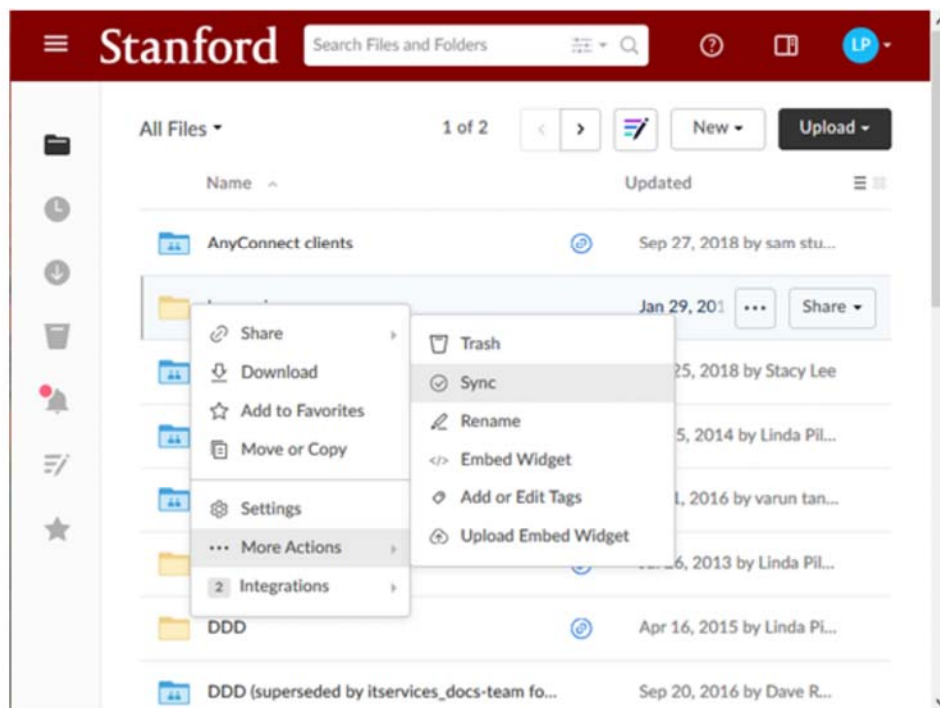 Stanford
Search Files and Folders
LP
All Files
1 of 2
New
Upload
Name
Updated
AnyConnect clients
Sep 27, 2018 by sam stu...
Jan 29, 201
Share
Share
Download
Add to Favorites
Move or Copy
Settings
More Actions
2 Integrations
Trash
Sync
Rename
Embed Widget
Add or Edit Tags
Upload Embed Widget
25, 2018 by Stacy Lee
5, 2014 by Linda Pil...
, 2016 by varun tan...
6, 2013 by Linda Pil...
DDD
Apr 16, 2015 by Linda Pi...
DDD (superseded by itservices_docs-team fo...
Sep 20, 2016 by Dave R...